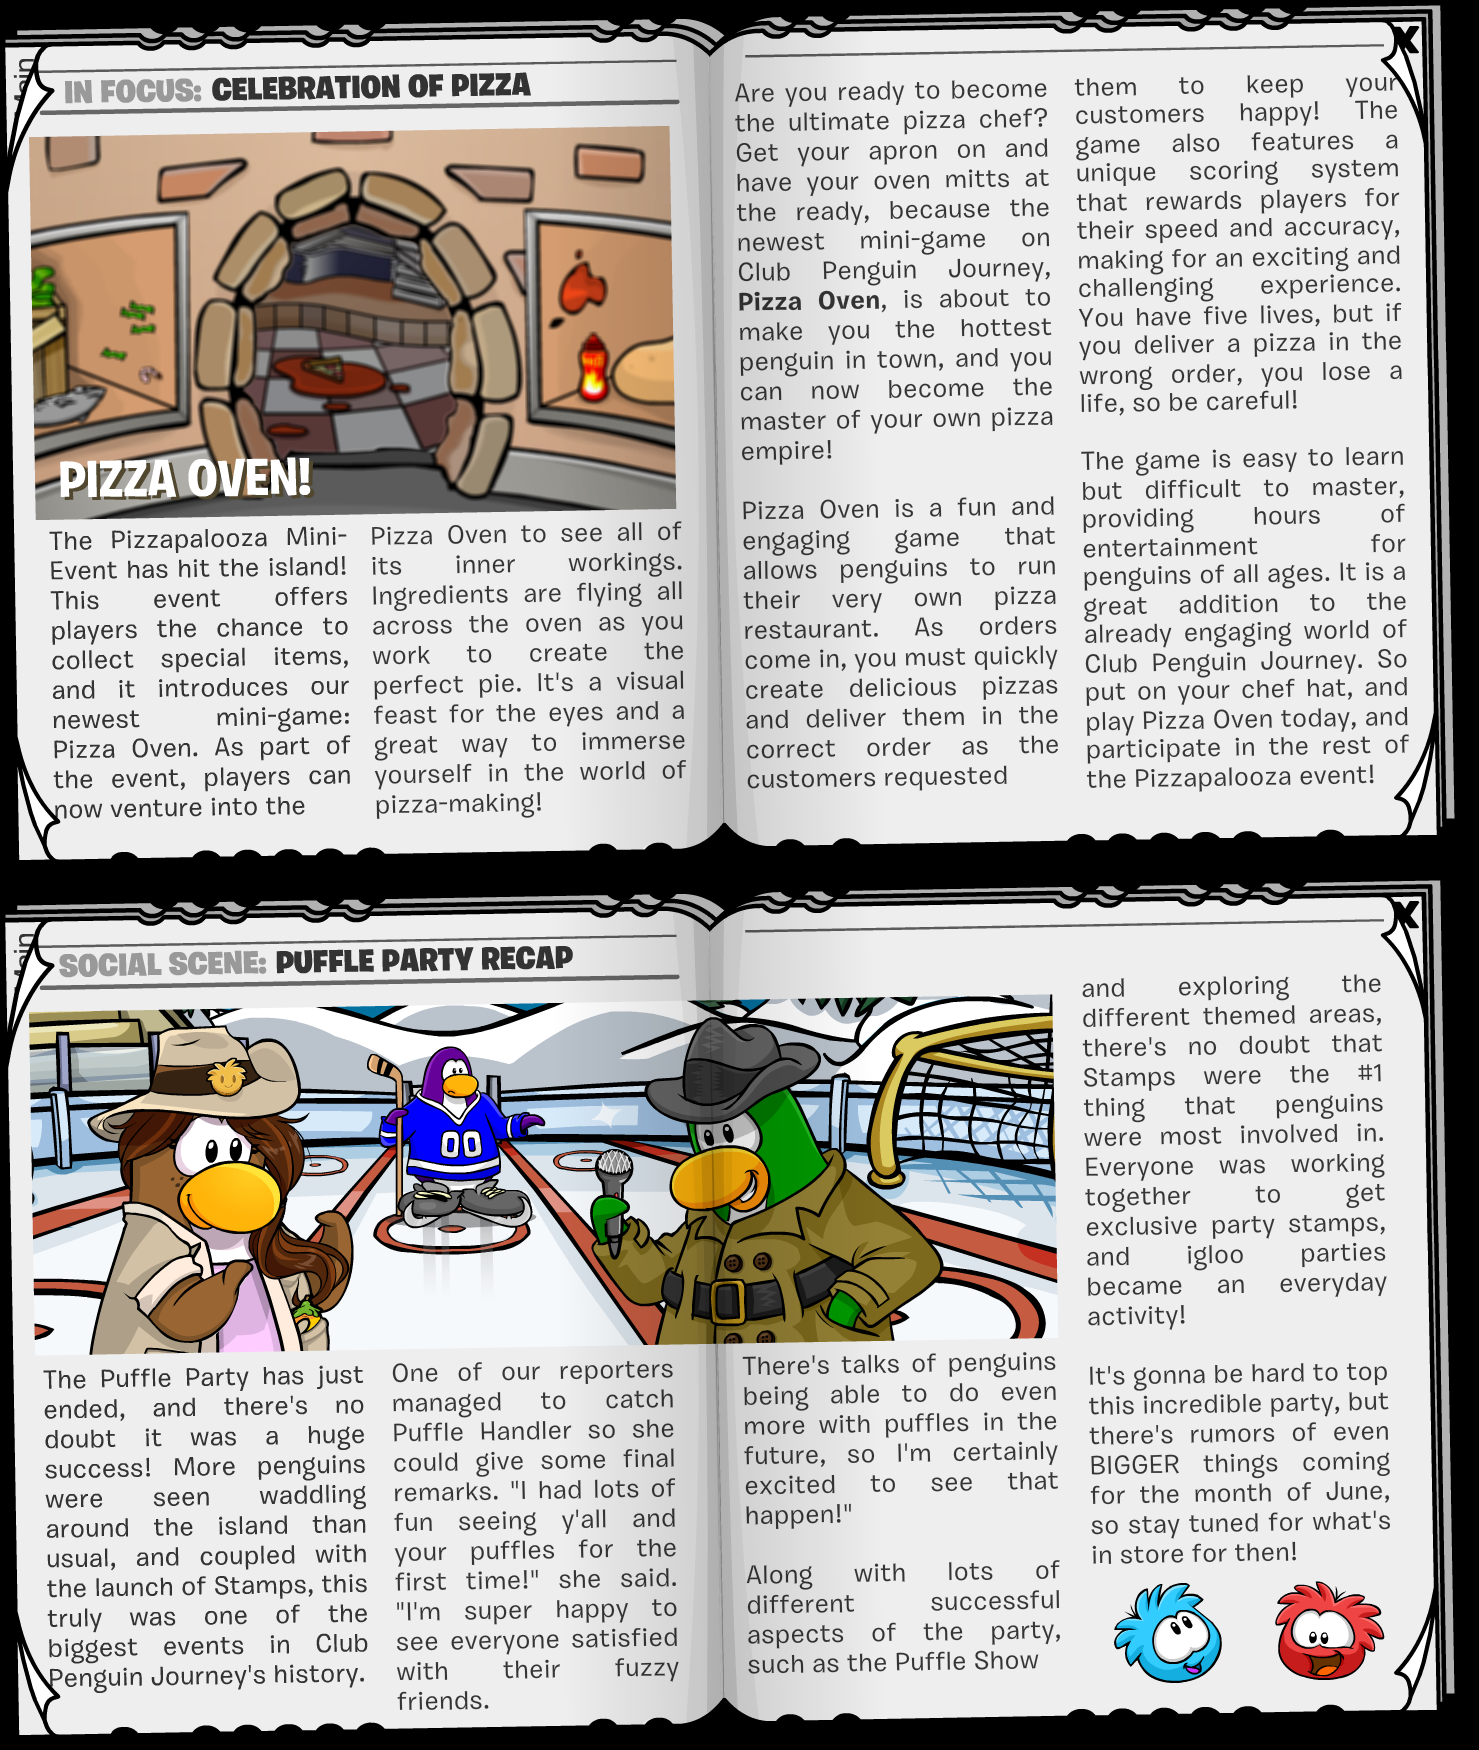 IN FOCUS: CELEBRATION OF PIZZA
X
PIZZA OVEN!
The Pizzapalooza Mini-
Event has hit the island!
This event offers
players the chance to
collect special items,
and it introduces our
newest mini-game:
Pizza Oven. As part of
the event, players can
now venture into the
Pizza Oven to see all of
its inner workings.
Ingredients are flying all
across the oven as you
work to create the
perfect pie. It's a visual
feast for the eyes and a
great way to immerse
yourself in the world of
pizza-making!
Are you ready to become
the ultimate pizza chef?
Get your apron on and
have your oven mitts at
the ready, because the
newest mini-game on
Club Penguin Journey,
Pizza Oven, is about to
make you the hottest
penguin in town, and you
can now become the
master of your own pizza
empire!
Pizza Oven is a fun and
engaging game that
allows penguins to run
their very own pizza
restaurant. As orders
come in, you must quickly
create delicious pizzas
and deliver them in the
correct order as the
customers requested
them to keep your
customers happy! The
game also features a
unique scoring system
that rewards players for
their speed and accuracy,
making for an exciting and
challenging experience.
You have five lives, but if
you deliver a pizza in the
wrong order, you lose a
life, so be careful!
The game is easy to learn
but difficult to master,
providing hours of
entertainment for
penguins of all ages. It is a
great addition to the
already engaging world of
Club Penguin Journey. So
put on your chef hat, and
play Pizza Oven today, and
participate in the rest of
the Pizzapalooza event!
SOCIAL SCENE: PUFFLE PARTY RECAP
X
00
The Puffle Party has just
ended, and there's no
doubt it was a huge
success! More penguins
were seen waddling
around the island than
usual, and coupled with
the launch of Stamps, this
truly was one of the
biggest events in Club
Penguin Journey's history.
One of our reporters
managed to catch
Puffle Handler so she
could give some final
remarks. "I had lots of
fun seeing y'all and
your puffles for the
first time!" she said.
"I'm super happy to
see everyone satisfied
with their fuzzy
friends.
There's talks of penguins
being able to do even
more with puffles in the
future, so I'm certainly
excited to see that
happen!"
Along with lots of
different successful
aspects of the party,
such as the Puffle Show
and exploring the
different themed areas,
there's no doubt that
Stamps were the #1
thing that penguins
were most involved in.
Everyone was working
together to get
exclusive party stamps,
and igloo parties
became an everyday
activity!
It's gonna be hard to top
this incredible party, but
there's rumors of even
BIGGER things coming
for the month of June,
so stay tuned for what's
in store for then!